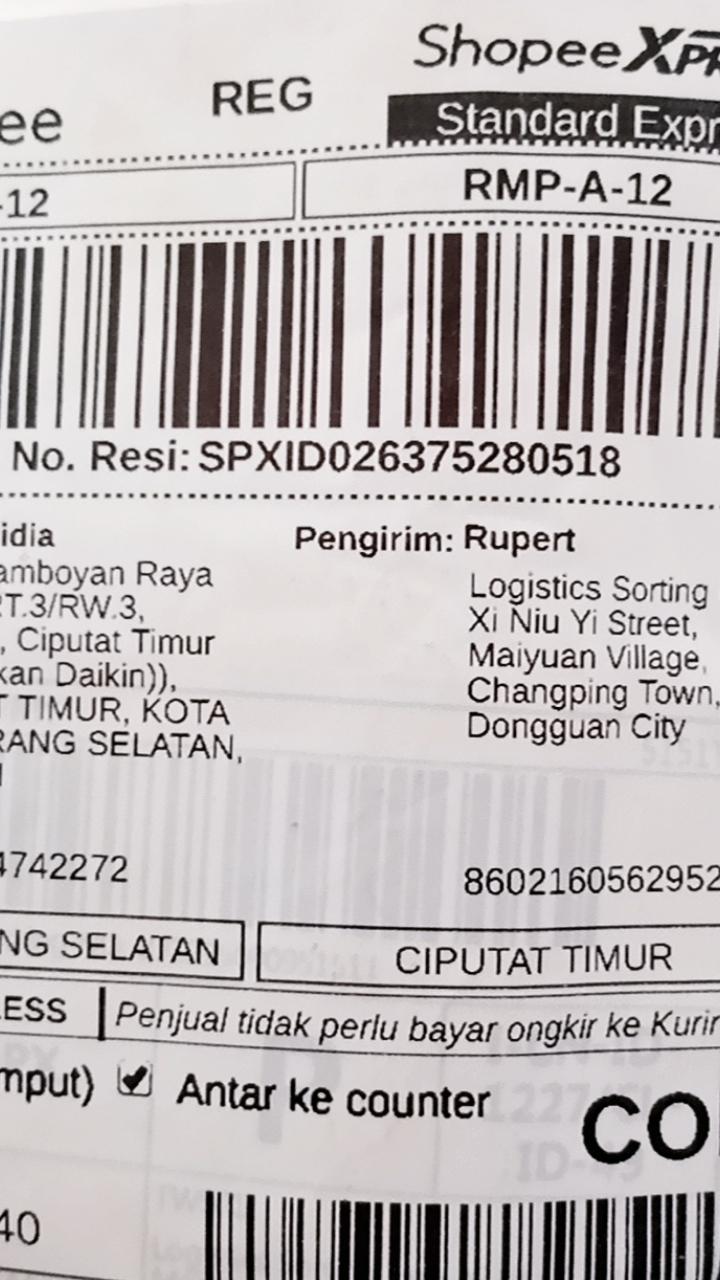 Shopee XPR
ee REG Standard Expr
-12 RMP-A-12
No. Resi: SPXID026375280518
idia
amboyan Raya
RT.3/RW.3,
, Ciputat Timur
kan Daikin)),
T TIMUR, KOTA
RANG SELATAN,
Pengirim: Rupert
Logistics Sorting
Xi Niu Yi Street,
Maiyuan Village,
Changping Town,
Dongguan City
4742272
8602160562952
NG SELATAN
CIPUTAT TIMUR
LESS Penjual tidak perlu bayar ongkir ke Kurir
mput) Antar ke counter
CO
40